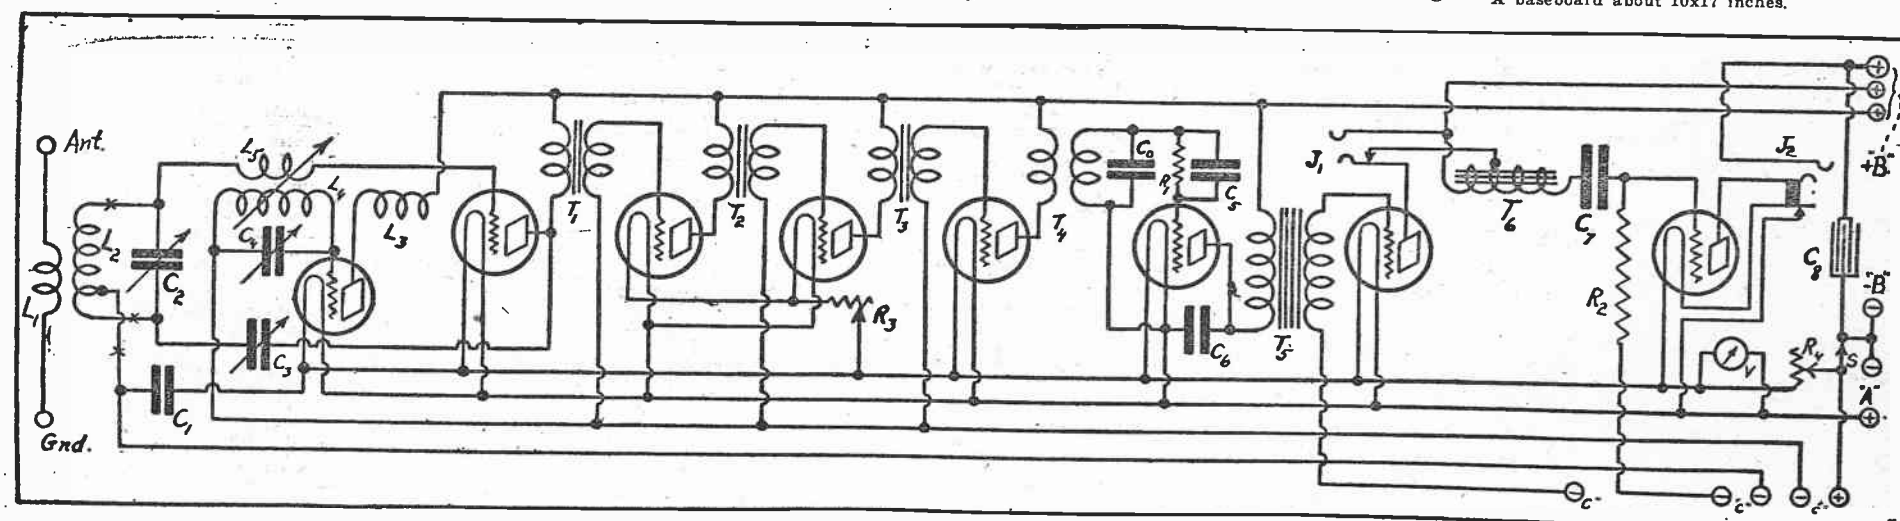 A baseboard about 10x17 inches.
Ant.
Gnd.
L1
L2
C2
L5
L4
C4
C3
C1
L3
T1
T2
T3
T4
R3
C0
R1
C5
C6
T5
J1
T6
C7
R2
J2
C8
V
R4
S
"+B"
"-B"
"A"
C-
"C-"
"C-"